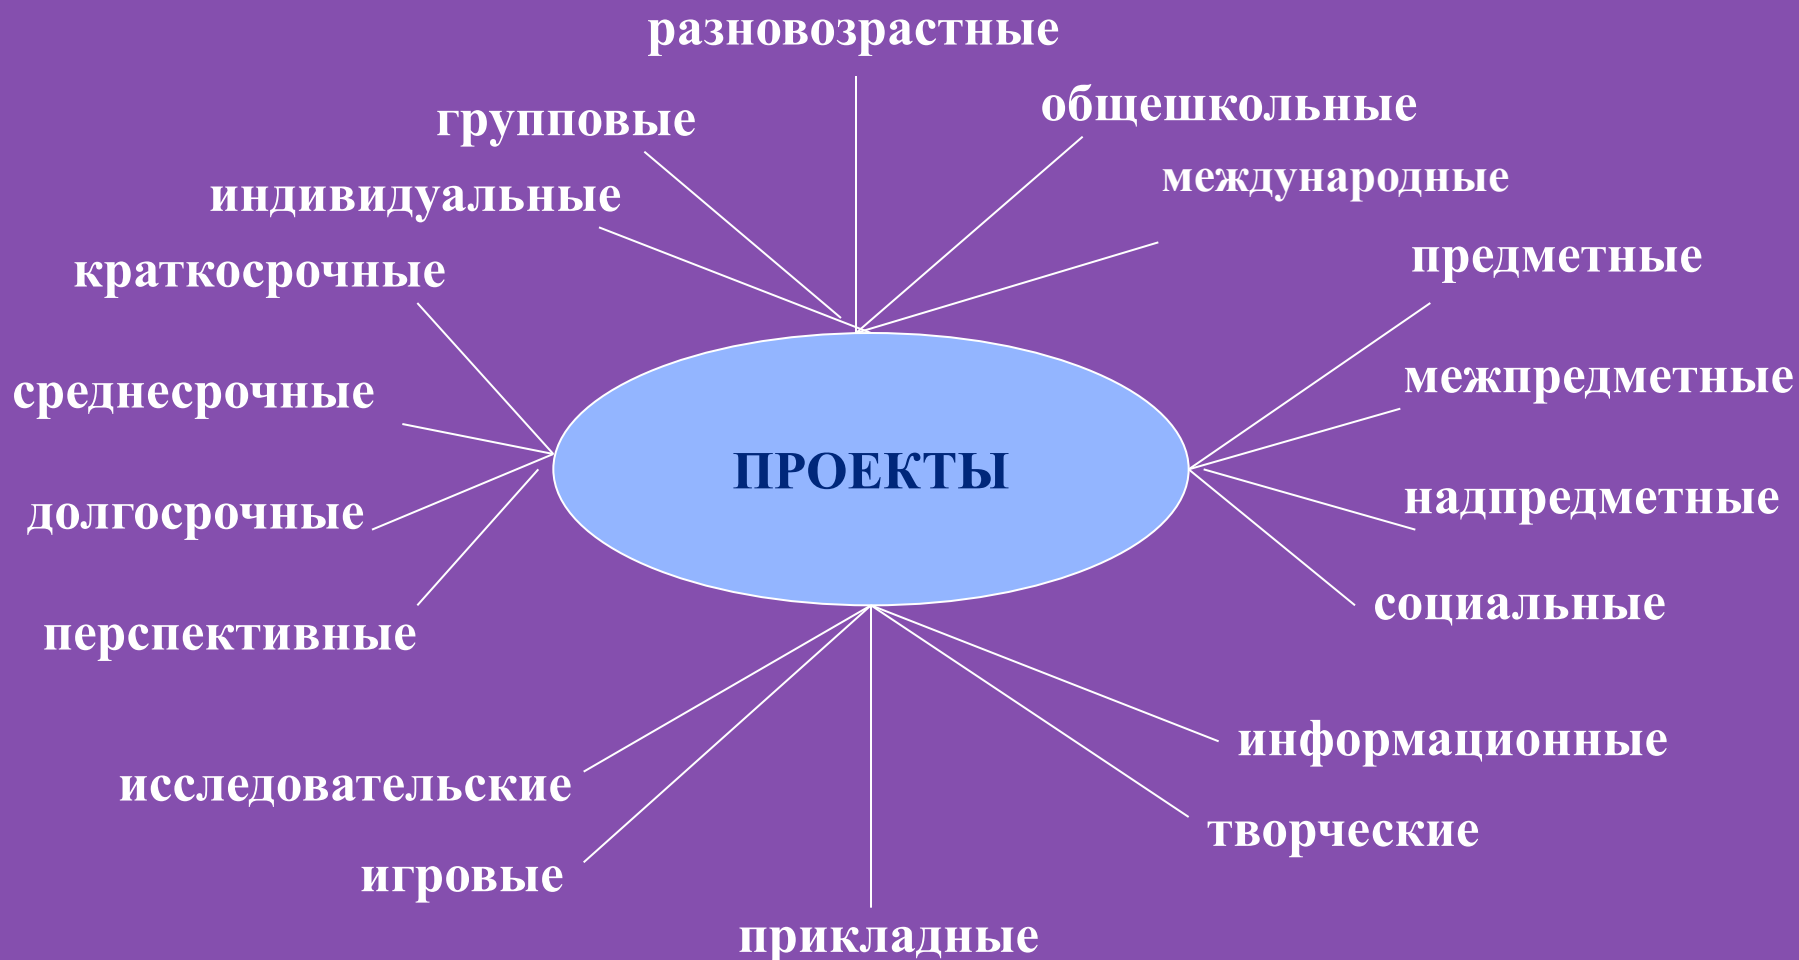 разновозрастные
групповые
общешкольные
индивидуальные
международные
краткосрочные
предметные
среднесрочные
межпредметные
ПРОЕКТЫ
долгосрочные
надпредметные
перспективные
социальные
информационные
исследовательские
творческие
игровые
прикладные